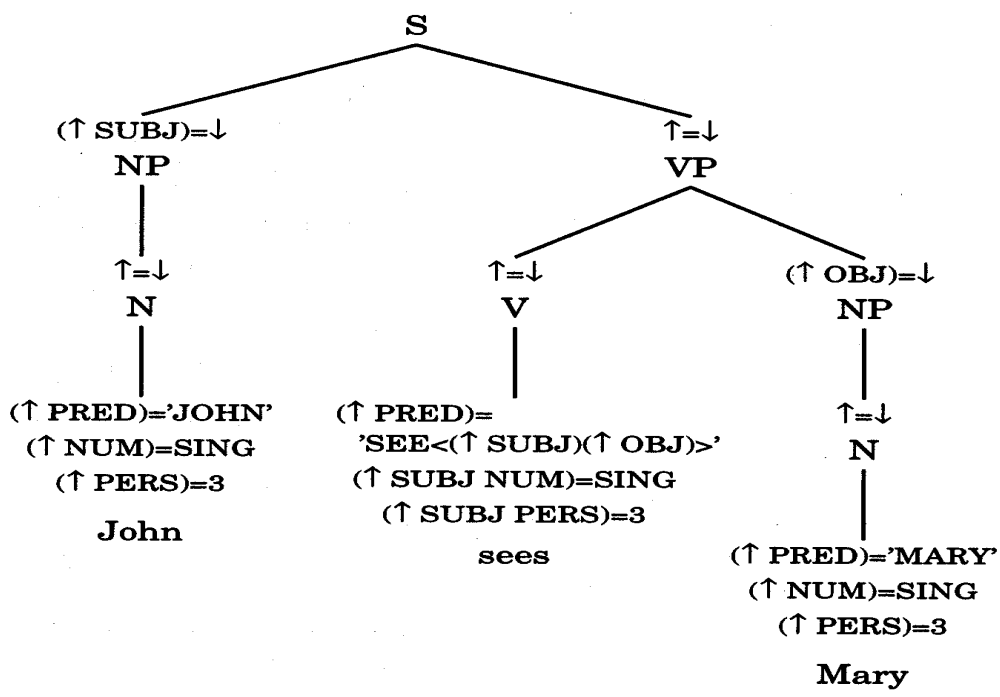 S
(↑ SUBJ)=↓
NP
↑=↓
VP
↑=↓
N
↑=↓
V
(↑ OBJ)=↓
NP
(↑ PRED)='JOHN'
(↑ NUM)=SING
(↑ PERS)=3
John
(↑ PRED)=
'SEE<(↑ SUBJ)(↑ OBJ)>'
(↑ SUBJ NUM)=SING
(↑ SUBJ PERS)=3
sees
↑=↓
N
(↑ PRED)='MARY'
(↑ NUM)=SING
(↑ PERS)=3
Mary